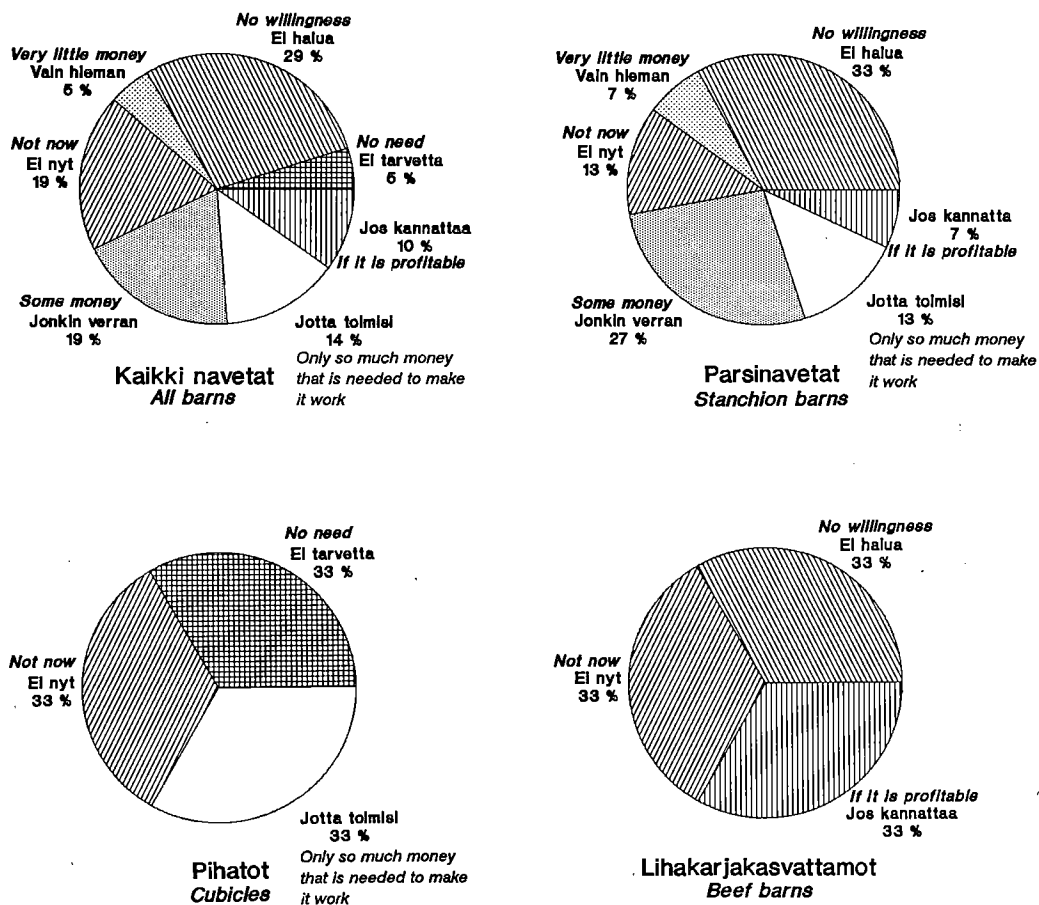 No willingness
Ei halua
29 %
Very little money
Vain hieman
5 %
Not now
Ei nyt
19 %
No need
Ei tarvetta
5 %
Jos kannattaa
10 %
If it is profitable
Some money
Jonkin verran
19 %
Jotta toimisi
14 %
Only so much money
that is needed to make
it work
Kaikki navetat
All barns
No willingness
Ei halua
33 %
Very little money
Vain hieman
7 %
Not now
Ei nyt
13 %
Jos kannatta
7 %
If it is profitable
Some money
Jonkin verran
27 %
Jotta toimisi
13 %
Only so much money
that is needed to make
it work
Parsinavetat
Stanchion barns
No need
Ei tarvetta
33 %
Not now
Ei nyt
33 %
Jotta toimisi
33 %
Only so much money
that is needed to make
it work
Pihatot
Cubicles
No willingness
Ei halua
33 %
Not now
Ei nyt
33 %
If it is profitable
Jos kannattaa
33 %
Lihakarjakasvattamot
Beef barns